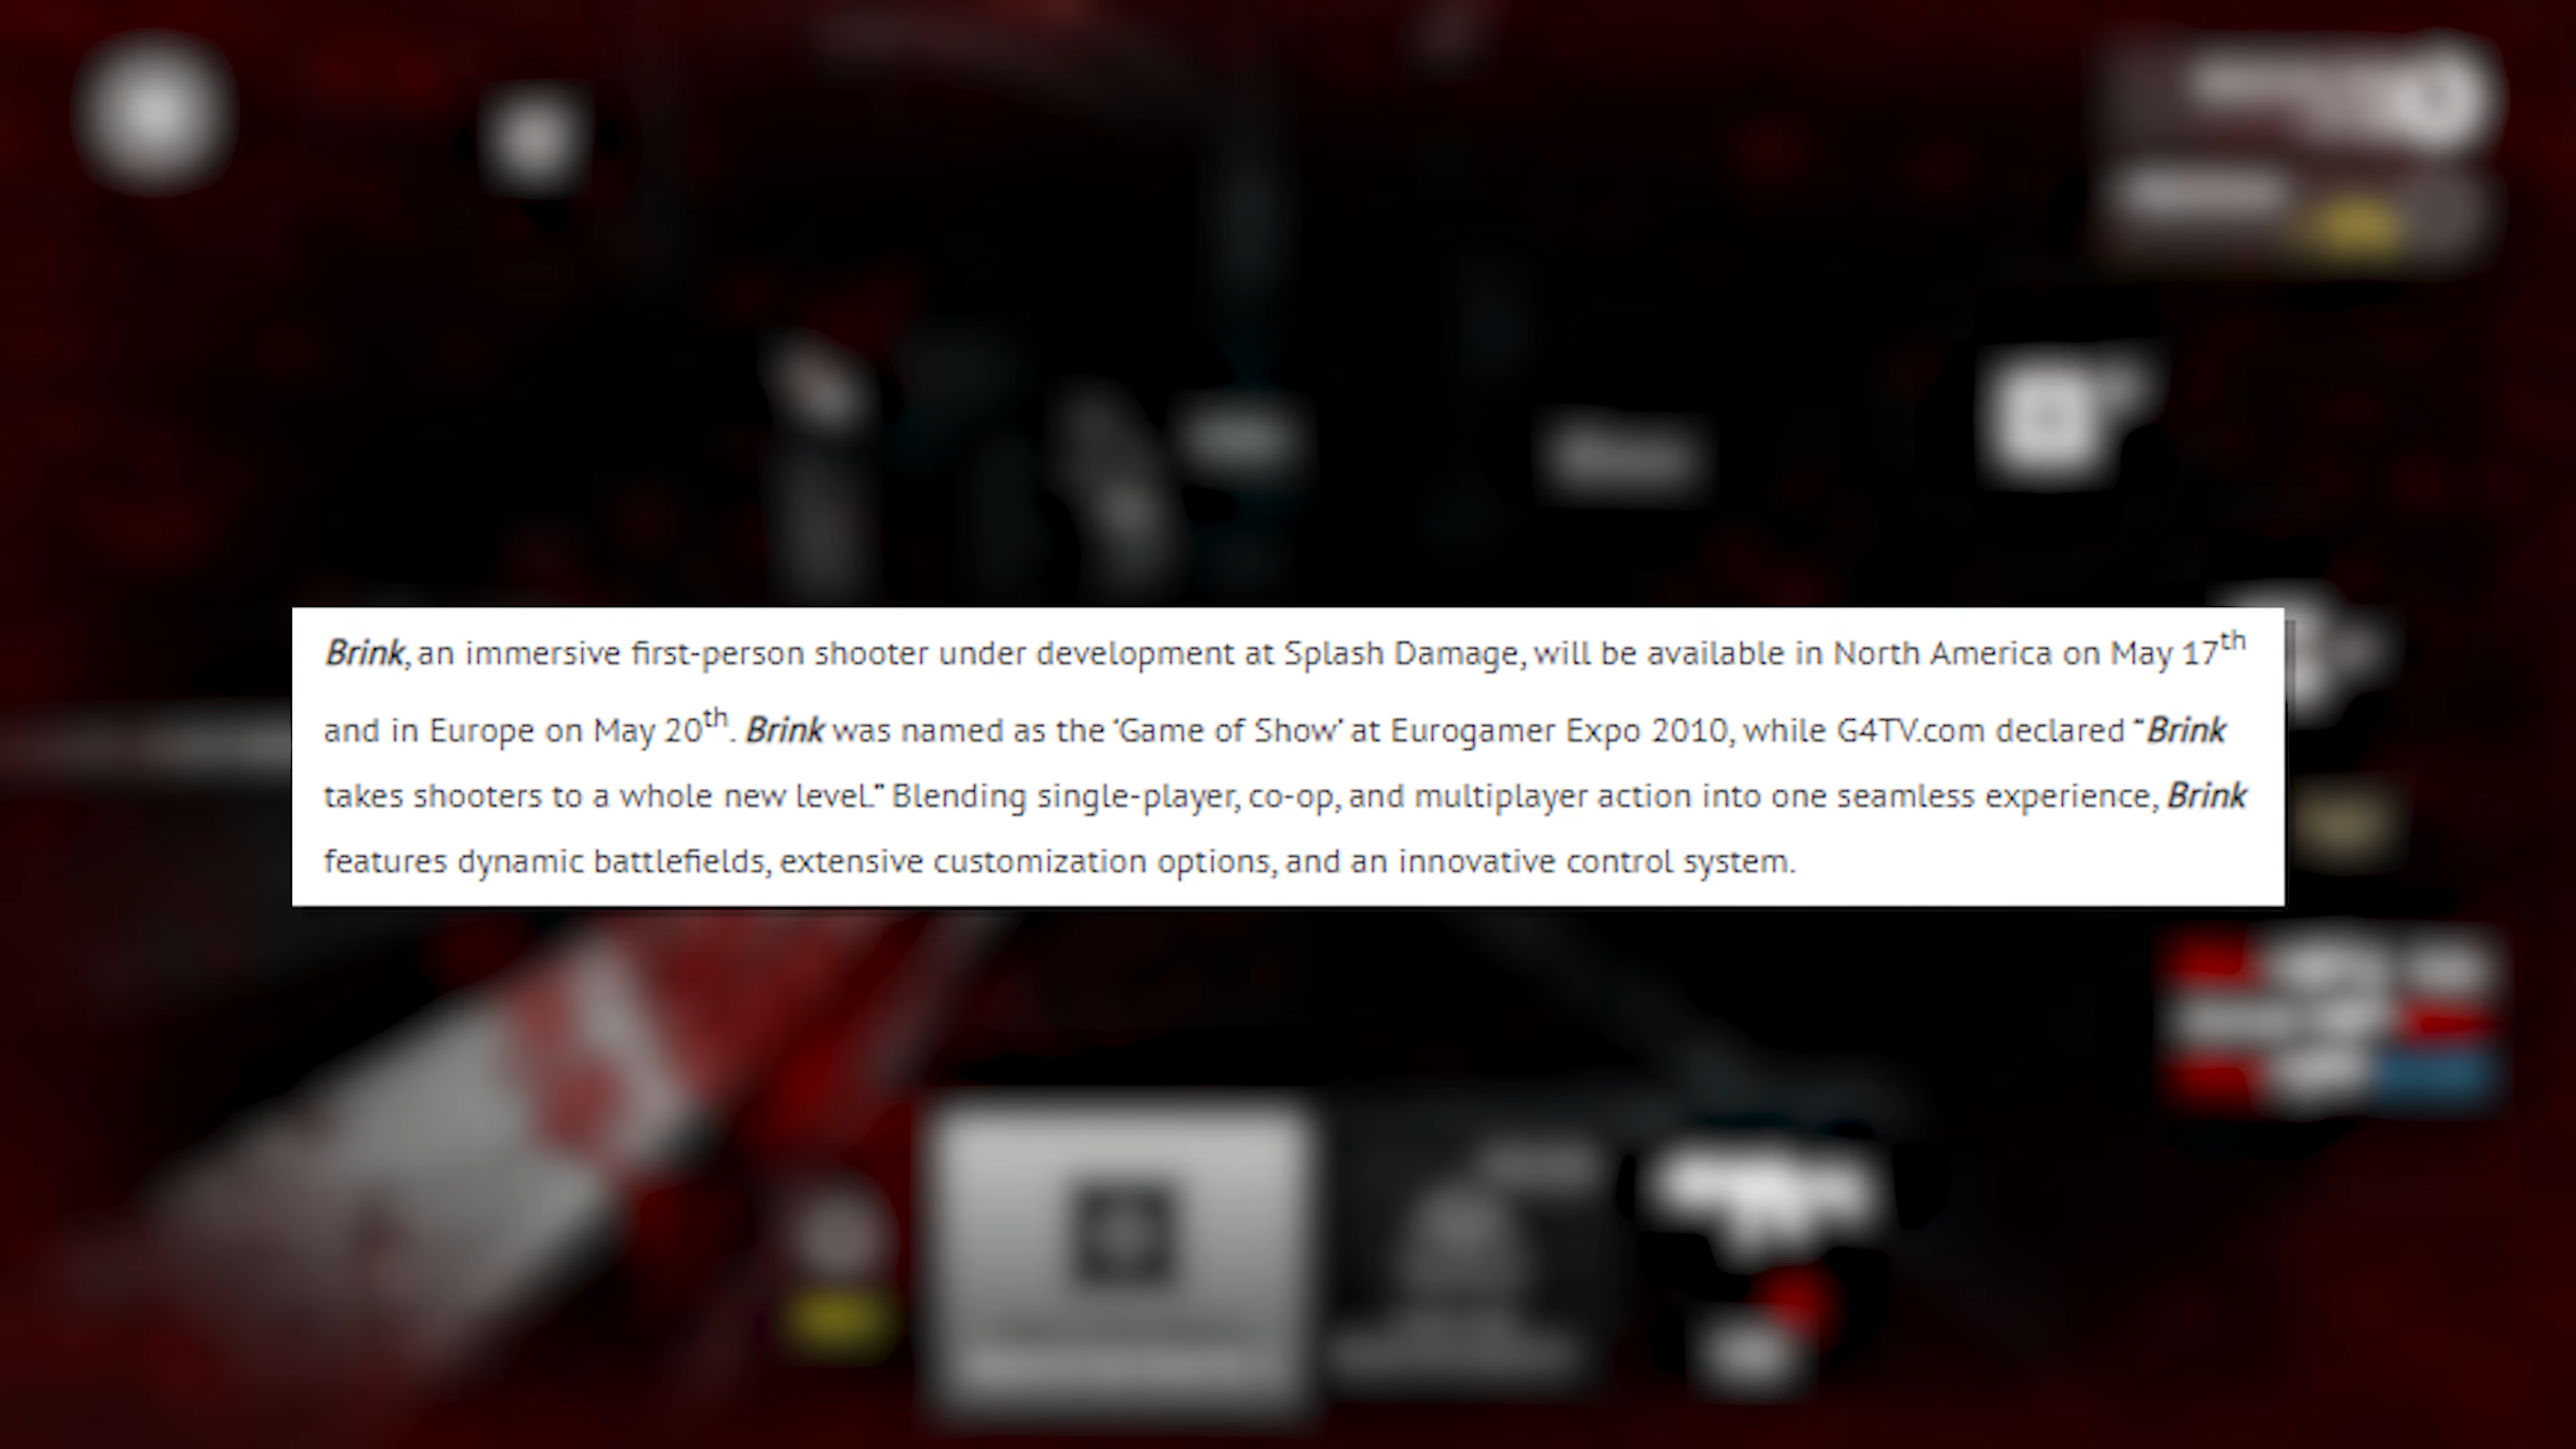 Brink, an immersive first-person shooter under development at Splash Damage, will be available in North America on May 17th
and in Europe on May 20th. Brink was named as the ‘Game of Show’ at Eurogamer Expo 2010, while G4TV.com declared “Brink
takes shooters to a whole new level.” Blending single-player, co-op, and multiplayer action into one seamless experience, Brink
features dynamic battlefields, extensive customization options, and an innovative control system.